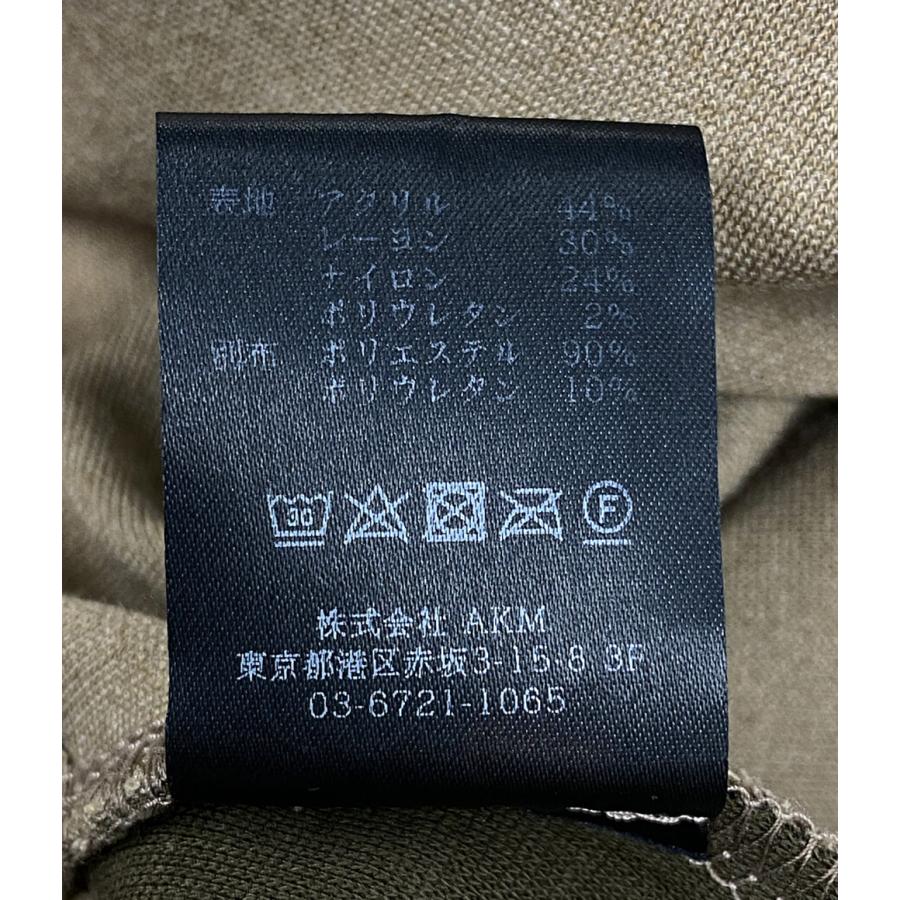 表地 アクリル 44%
レーヨン 30%
ナイロン 24%
ポリウレタン 2%
別布 ポリエステル 90%
ポリウレタン 10%
30 F
株式会社 AKM
東京都港区赤坂3-15-8 3F
03-6721-1065